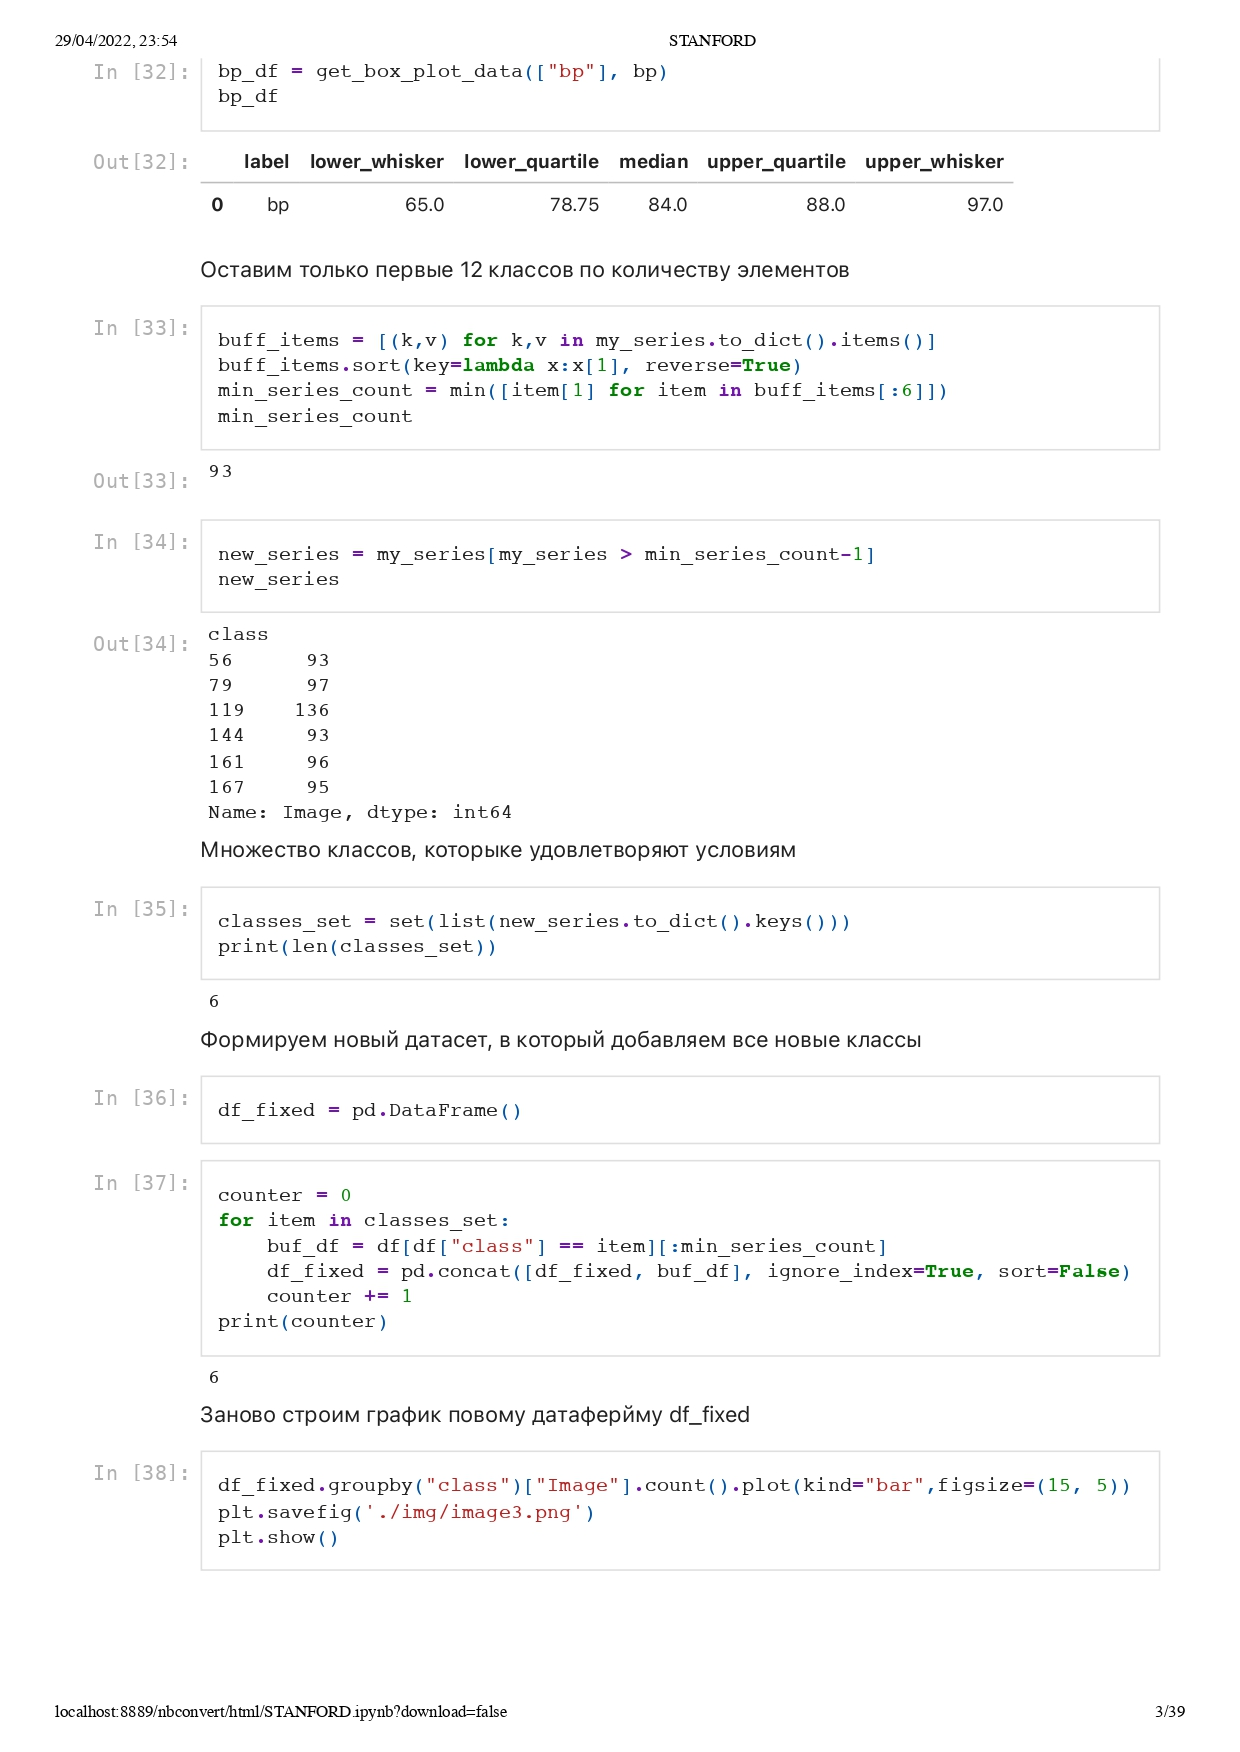 29/04/2022, 23:54 STANFORD
In [32]: bp_df = get_box_plot_data(["bp"], bp)
bp_df
Out[32]: label lower_whisker lower_quartile median upper_quartile upper_whisker
0 bp 65.0 78.75 84.0 88.0 97.0
Оставим только первые 12 классов по количеству элементов
In [33]: buff_items = [(k,v) for k,v in my_series.to_dict().items()]
buff_items.sort(key=lambda x:x[1], reverse=True)
min_series_count = min([item[1] for item in buff_items[:6]])
min_series_count
Out[33]: 93
In [34]: new_series = my_series[my_series > min_series_count-1]
new_series
Out[34]: class
56 93
79 97
119 136
144 93
161 96
167 95
Name: Image, dtype: int64
Множество классов, которыке удовлетворяют условиям
In [35]: classes_set = set(list(new_series.to_dict().keys()))
print(len(classes_set))
6
Формируем новый датасет, в который добавляем все новые классы
In [36]: df_fixed = pd.DataFrame()
In [37]: counter = 0
for item in classes_set:
    buf_df = df[df["class"] == item][:min_series_count]
    df_fixed = pd.concat([df_fixed, buf_df], ignore_index=True, sort=False)
    counter += 1
print(counter)
6
Заново строим график повому датаферйму df_fixed
In [38]: df_fixed.groupby("class")["Image"].count().plot(kind="bar",figsize=(15, 5))
plt.savefig('./img/image3.png')
plt.show()
localhost:8889/nbconvert/html/STANFORD.ipynb?download=false 3/39